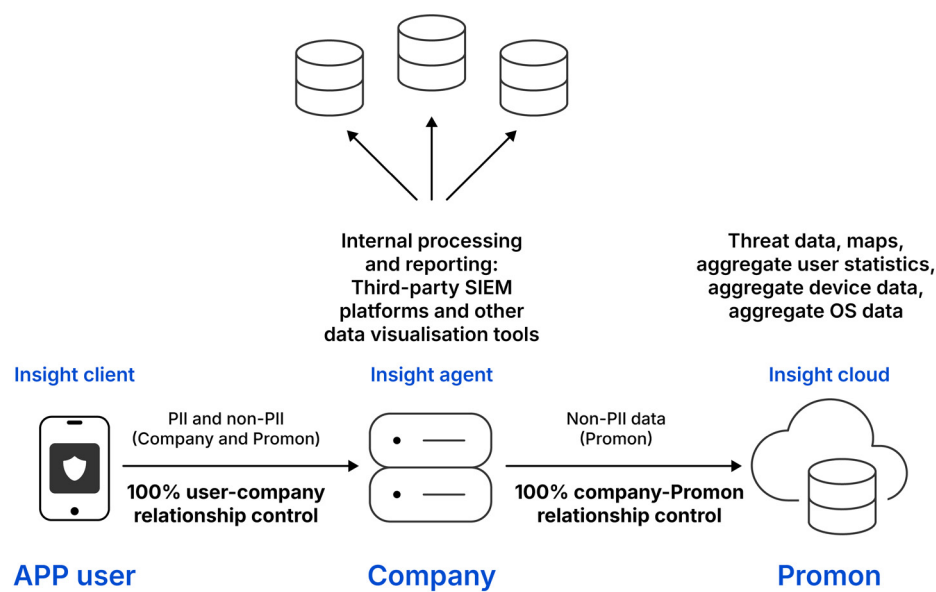 Internal processing
and reporting:
Third-party SIEM
platforms and other
data visualisation tools
Threat data, maps,
aggregate user statistics,
aggregate device data,
aggregate OS data
Insight client
Insight agent
Insight cloud
PII and non-PII
(Company and Promon)
100% user-company
relationship control
Non-PII data
(Promon)
100% company-Promon
relationship control
APP user
Company
Promon